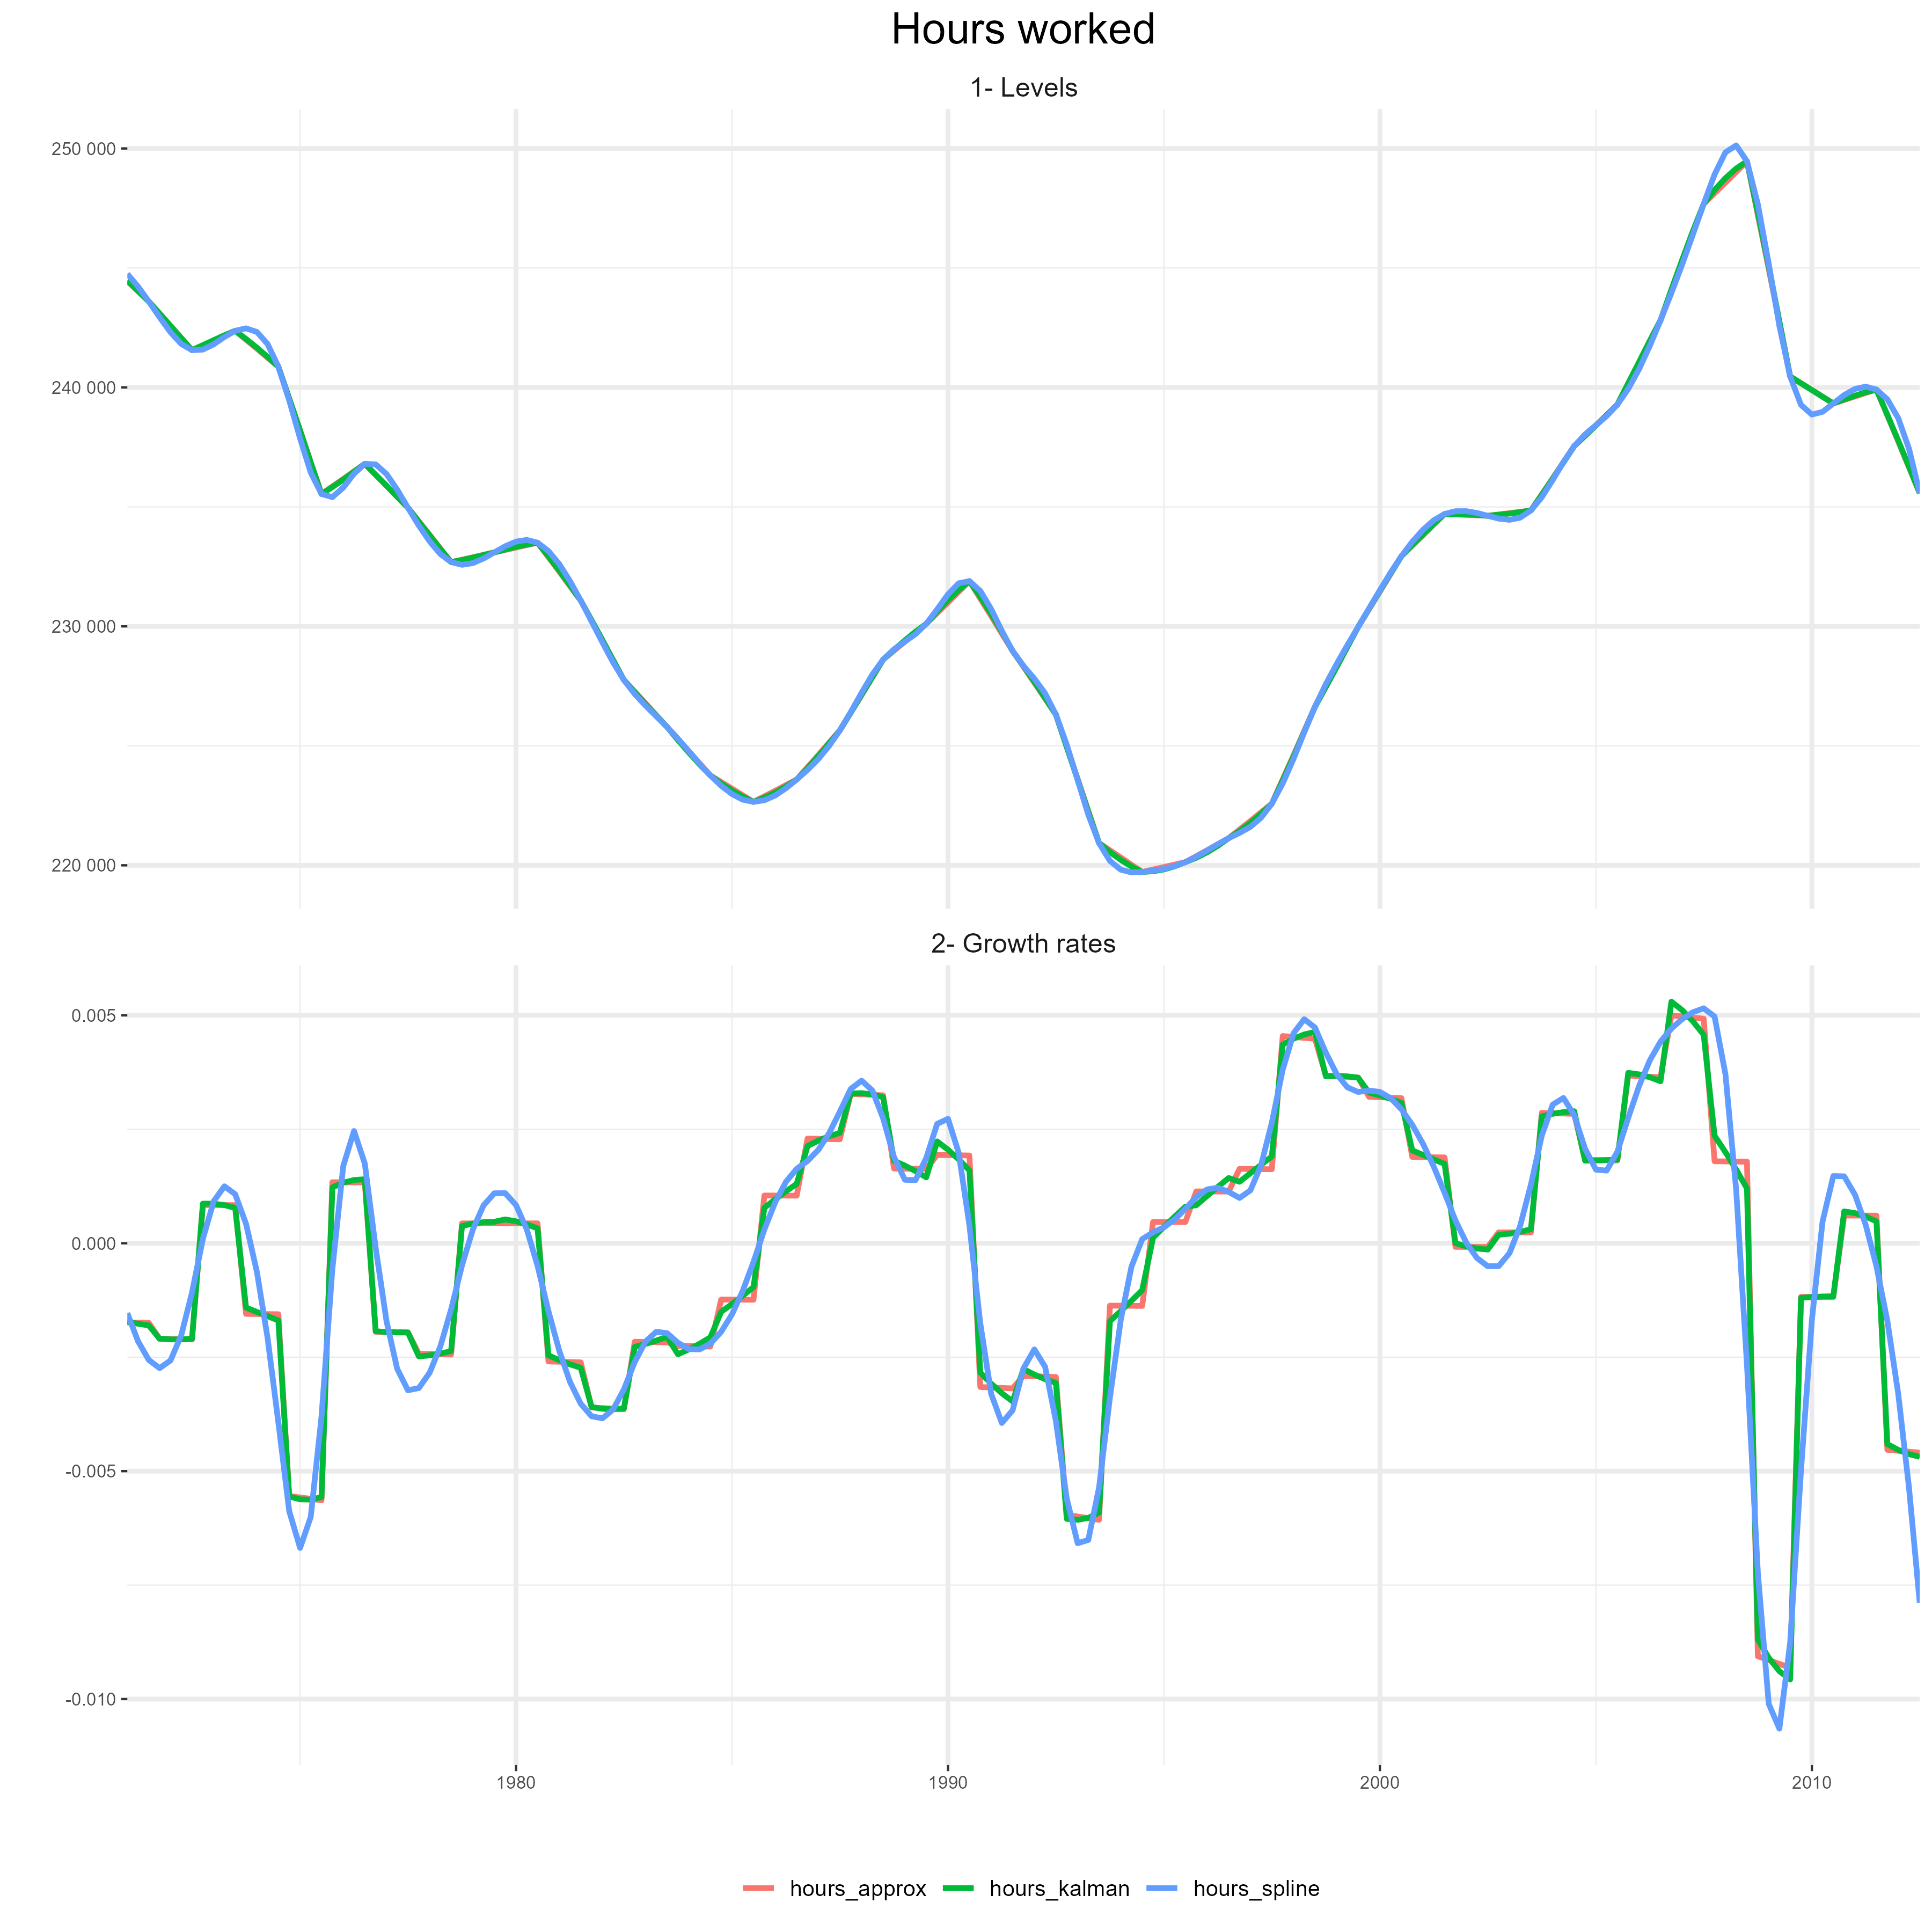 Hours worked
1- Levels
250 000
240 000
230 000
220 000
2- Growth rates
0.005
0.000
-0.005
-0.010
1980 1990 2000 2010
hours_approx hours_kalman hours_spline